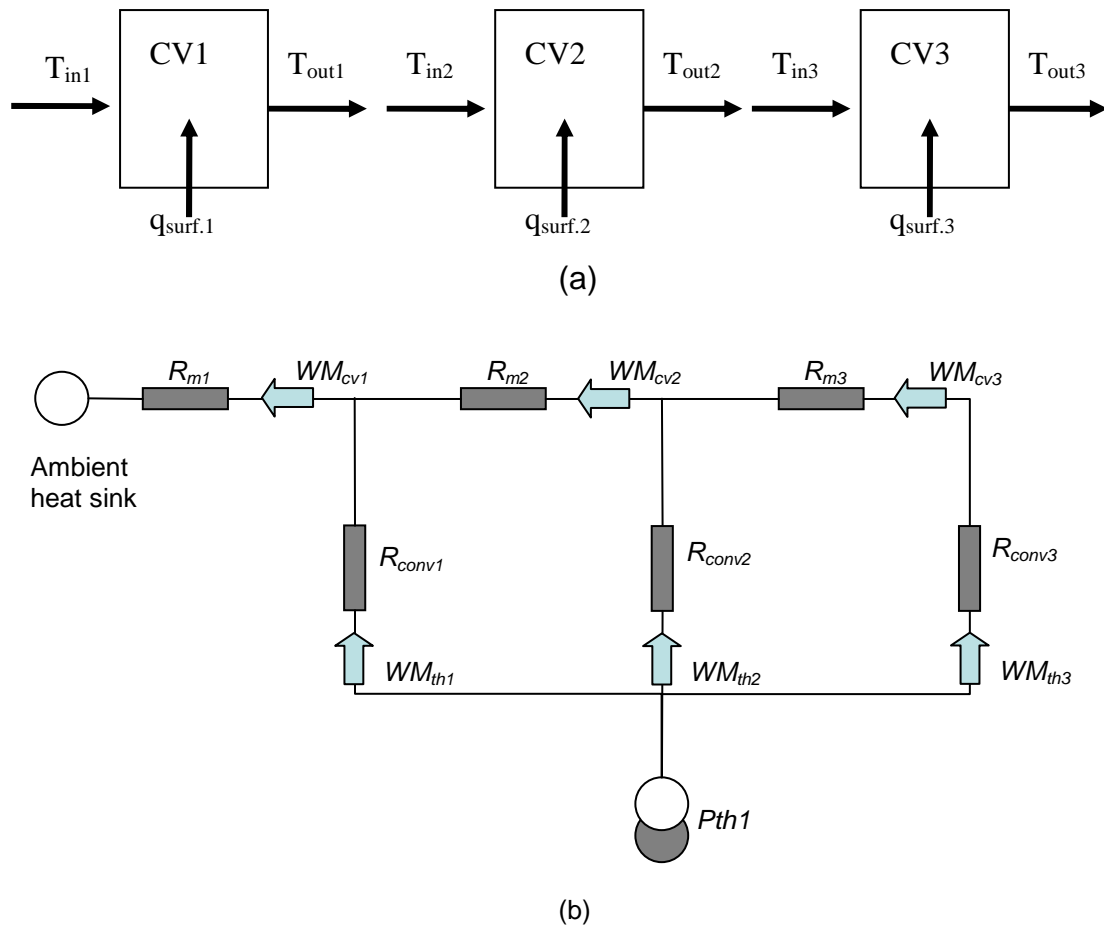 CV1
CV2
CV3
T_in1
T_out1
T_in2
T_out2
T_in3
T_out3
q_surf.1
q_surf.2
q_surf.3
(a)
R_m1
WM_cv1
R_m2
WM_cv2
R_m3
WM_cv3
Ambient
heat sink
R_conv1
R_conv2
R_conv3
WM_th1
WM_th2
WM_th3
Pth1
(b)